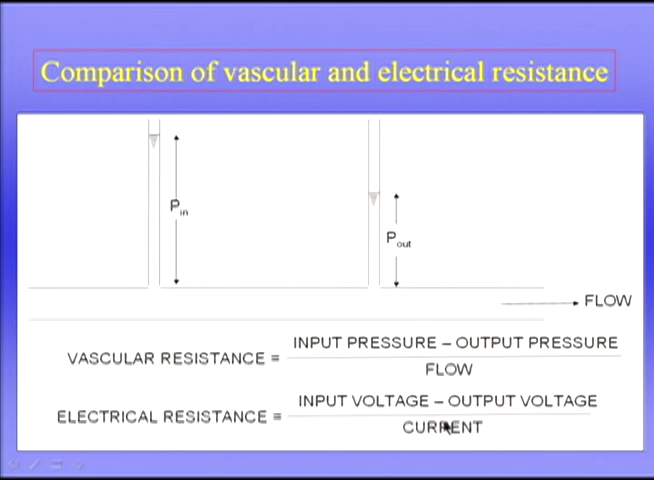 Comparison of vascular and electrical resistance
P in
P out
FLOW
VASCULAR RESISTANCE = INPUT PRESSURE – OUTPUT PRESSURE
FLOW
ELECTRICAL RESISTANCE = INPUT VOLTAGE – OUTPUT VOLTAGE
CURRENT